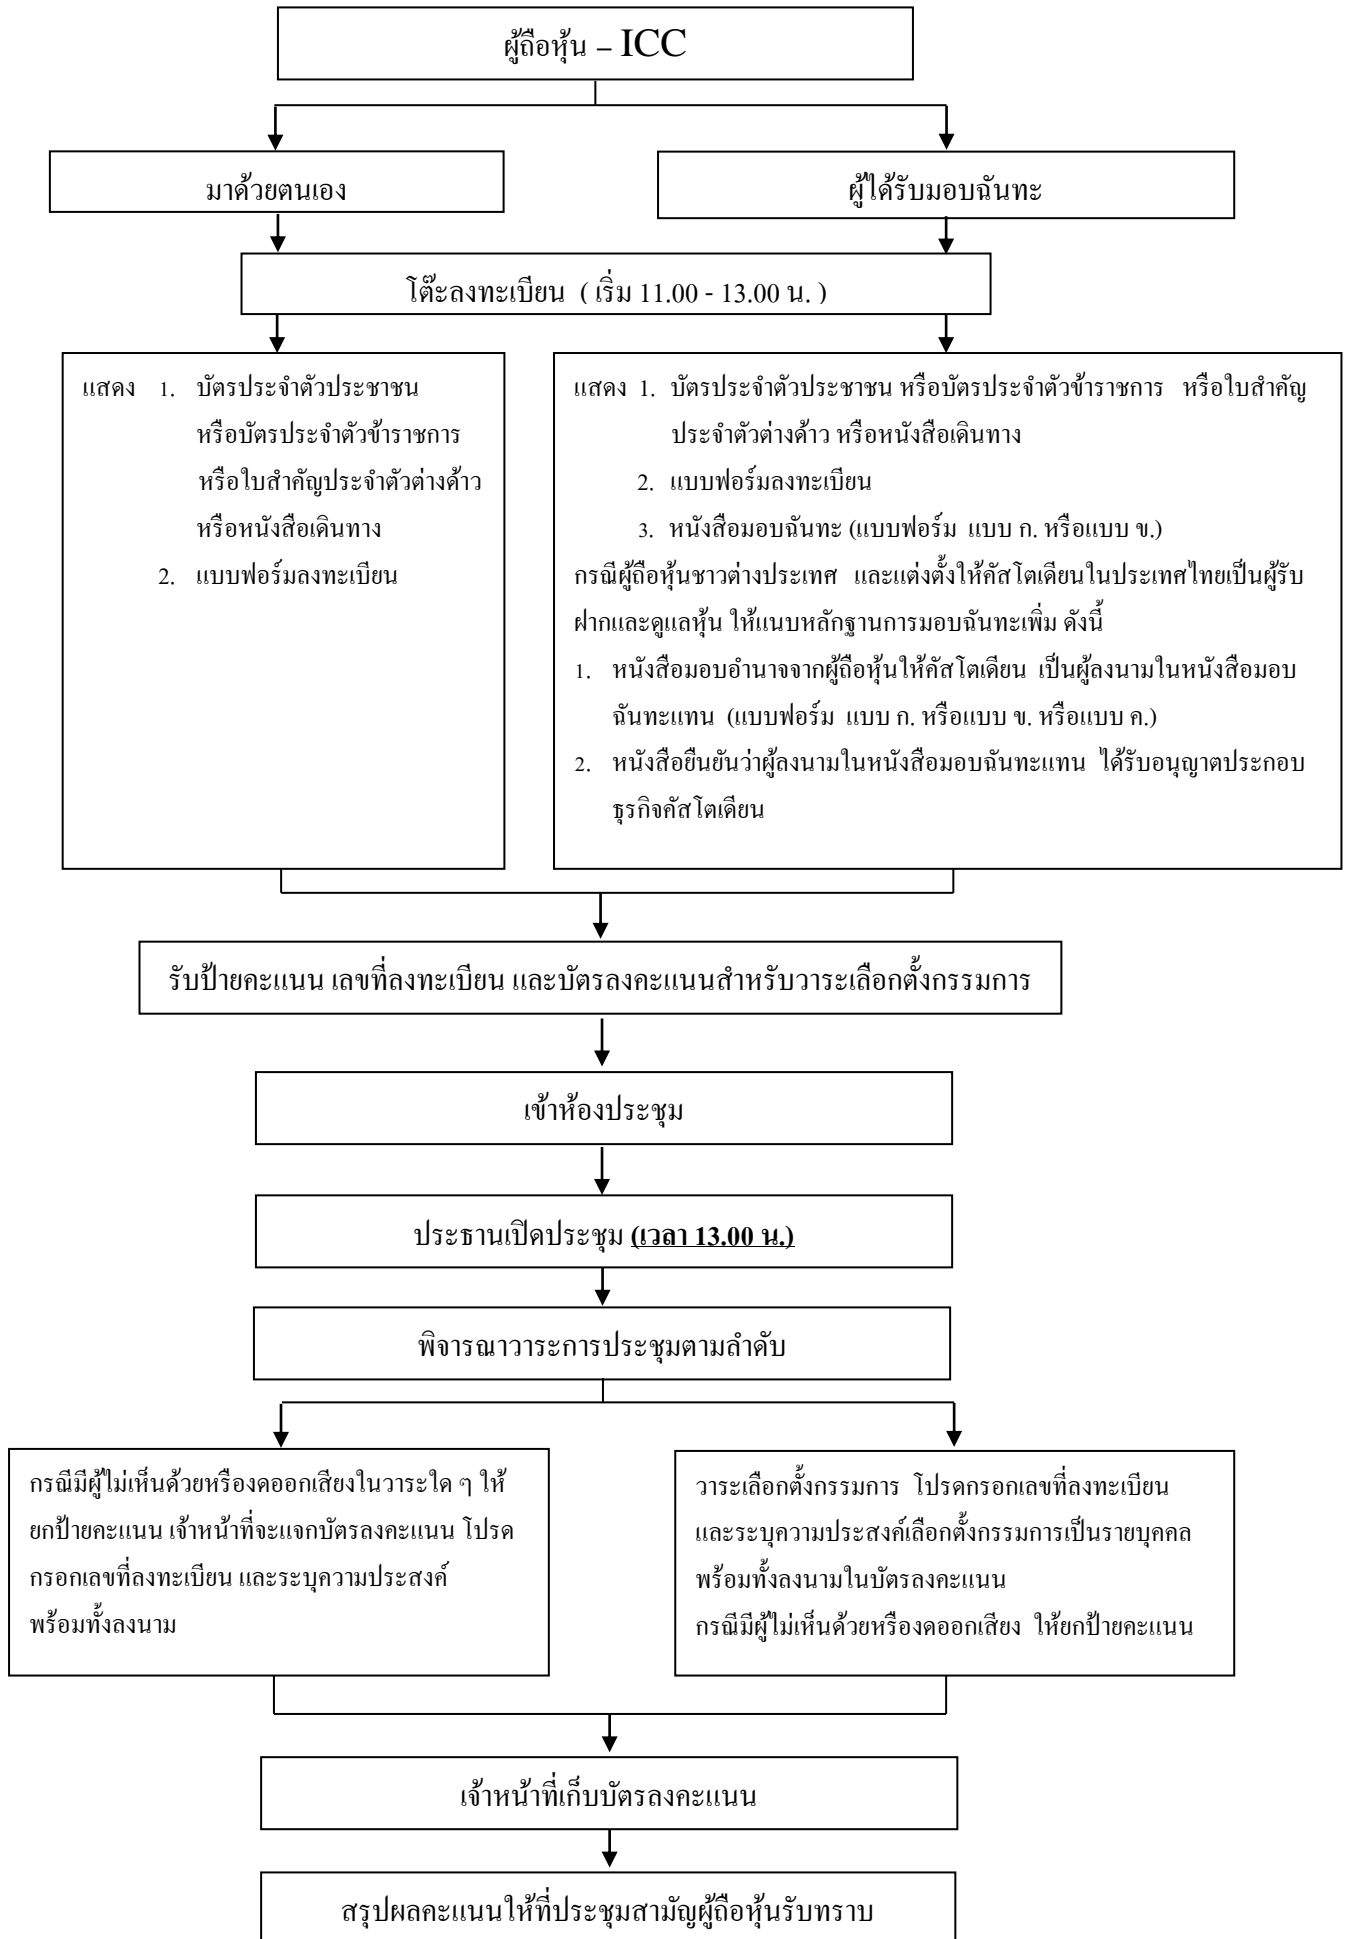 ผู้ถือหุ้น – ICC
มาด้วยตนเอง
ผู้ได้รับมอบฉันทะ
โต๊ะลงทะเบียน ( เริ่ม 11.00 - 13.00 น. )
แสดง 1. บัตรประจำตัวประชาชน
หรือบัตรประจำตัวข้าราชการ
หรือใบสำคัญประจำตัวต่างด้าว
หรือหนังสือเดินทาง
2. แบบฟอร์มลงทะเบียน
แสดง 1. บัตรประจำตัวประชาชน หรือบัตรประจำตัวข้าราชการ หรือใบสำคัญ
ประจำตัวต่างด้าว หรือหนังสือเดินทาง
2. แบบฟอร์มลงทะเบียน
3. หนังสือมอบฉันทะ (แบบฟอร์ม แบบ ก. หรือแบบ ข.)
กรณีผู้ถือหุ้นชาวต่างประเทศ และแต่งตั้งให้คัสโตเดียนในประเทศไทยเป็นผู้รับ
ฝากและดูแลหุ้น ให้แนบหลักฐานการมอบฉันทะเพิ่ม ดังนี้
1. หนังสือมอบอำนาจจากผู้ถือหุ้นให้คัสโตเดียน เป็นผู้ลงนามในหนังสือมอบ
ฉันทะแทน (แบบฟอร์ม แบบ ก. หรือแบบ ข. หรือแบบ ค.)
2. หนังสือยืนยันว่าผู้ลงนามในหนังสือมอบฉันทะแทน ได้รับอนุญาตประกอบ
ธุรกิจคัสโตเดียน
รับป้ายคะแนน เลขที่ลงทะเบียน และบัตรลงคะแนนสำหรับวาระเลือกตั้งกรรมการ
เข้าห้องประชุม
ประธานเปิดประชุม (เวลา 13.00 น.)
พิจารณาวาระการประชุมตามลำดับ
กรณีมีผู้ไม่เห็นด้วยหรืองดออกเสียงในวาระใด ๆ ให้
ยกป้ายคะแนน เจ้าหน้าที่จะแจกบัตรลงคะแนน โปรด
กรอกเลขที่ลงทะเบียน และระบุความประสงค์
พร้อมทั้งลงนาม
วาระเลือกตั้งกรรมการ โปรดกรอกเลขที่ลงทะเบียน
และระบุความประสงค์เลือกตั้งกรรมการเป็นรายบุคคล
พร้อมทั้งลงนามในบัตรลงคะแนน
กรณีมีผู้ไม่เห็นด้วยหรืองดออกเสียง ให้ยกป้ายคะแนน
เจ้าหน้าที่เก็บบัตรลงคะแนน
สรุปผลคะแนนให้ที่ประชุมสามัญผู้ถือหุ้นรับทราบ